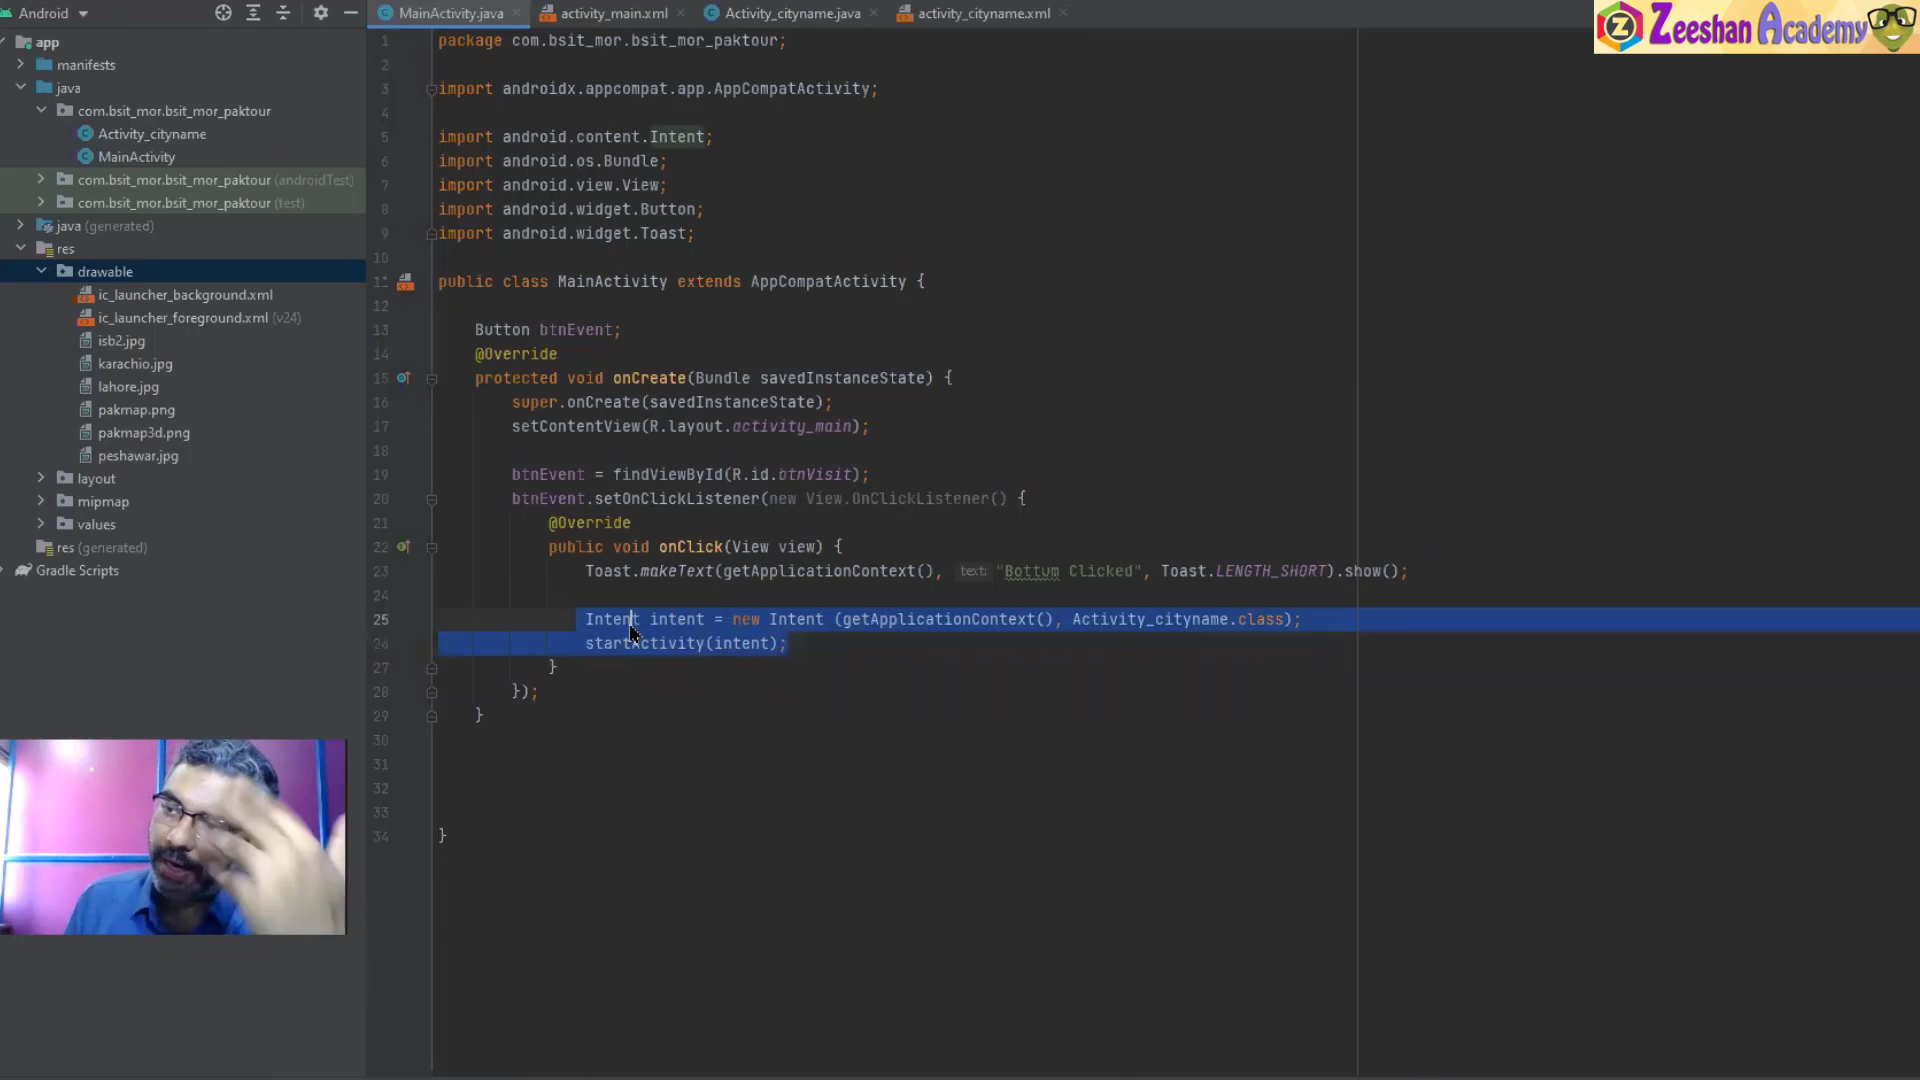 Android
app
manifests
java
com.bsit_mor.bsit_mor_paktour
Activity_cityname
MainActivity
com.bsit_mor.bsit_mor_paktour (androidTest)
com.bsit_mor.bsit_mor_paktour (test)
java (generated)
res
drawable
ic_launcher_background.xml
ic_launcher_foreground.xml (v24)
isb2.jpg
karachio.jpg
lahore.jpg
pakmap.png
pakmap3d.png
peshawar.jpg
layout
mipmap
values
res (generated)
Gradle Scripts
MainActivity.java
activity_main.xml
Activity_cityname.java
activity_cityname.xml
Zeeshan Academy
1 package com.bsit_mor.bsit_mor_paktour;
2
3 import androidx.appcompat.app.AppCompatActivity;
4
5 import android.content.Intent;
6 import android.os.Bundle;
7 import android.view.View;
8 import android.widget.Button;
9 import android.widget.Toast;
10
11 public class MainActivity extends AppCompatActivity {
12
13 Button btnEvent;
14 @Override
15 protected void onCreate(Bundle savedInstanceState) {
16 super.onCreate(savedInstanceState);
17 setContentView(R.layout.activity_main);
18
19 btnEvent = findViewById(R.id.btnVisit);
20 btnEvent.setOnClickListener(new View.OnClickListener() {
21 @Override
22 public void onClick(View view) {
23 Toast.makeText(getApplicationContext(), text: "Bottum Clicked", Toast.LENGTH_SHORT).show();
24
25 Intent intent = new Intent (getApplicationContext(), Activity_cityname.class);
26 startActivity(intent);
27 }
28 });
29 }
30
31
32
33
34 }